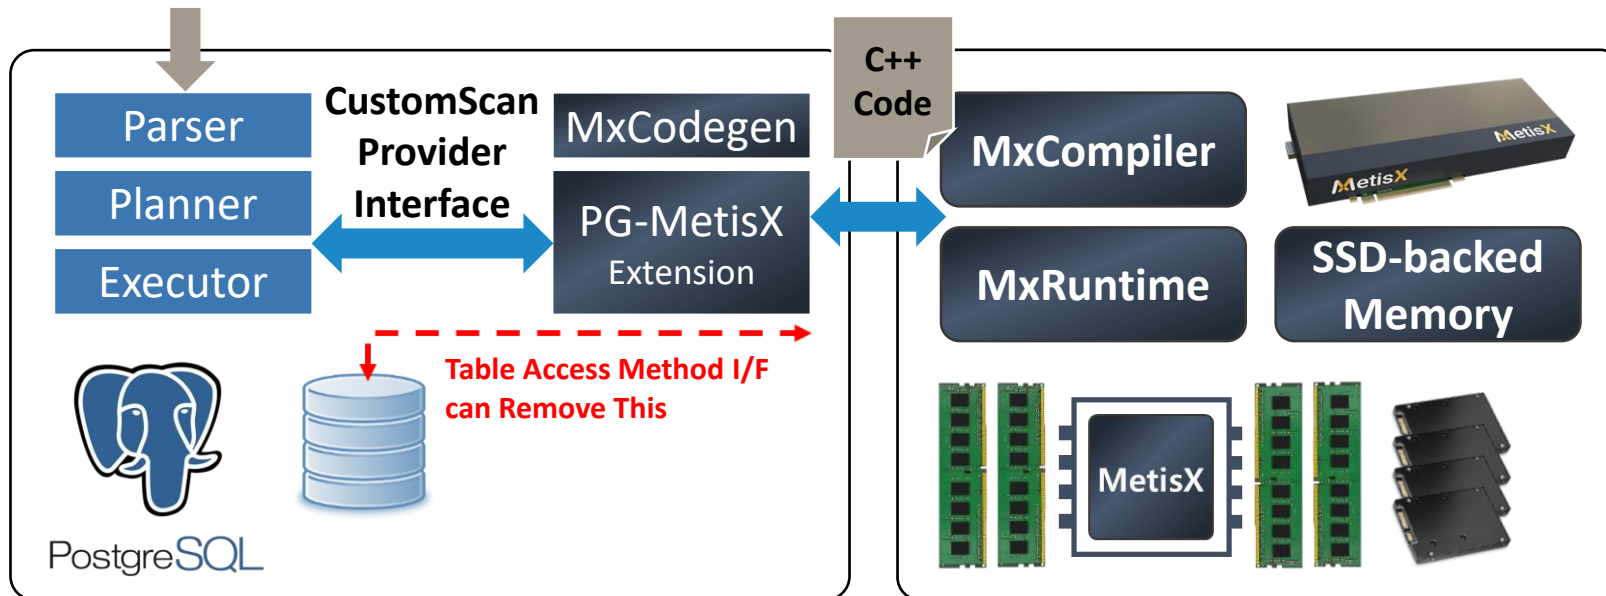 Parser
Planner
Executor
CustomScan
Provider
Interface
MxCodegen
PG-MetisX
Extension
Table Access Method I/F
can Remove This
PostgreSQL
C++
Code
MxCompiler
MxRuntime
MetisX
MetisX
SSD-backed
Memory
MetisX